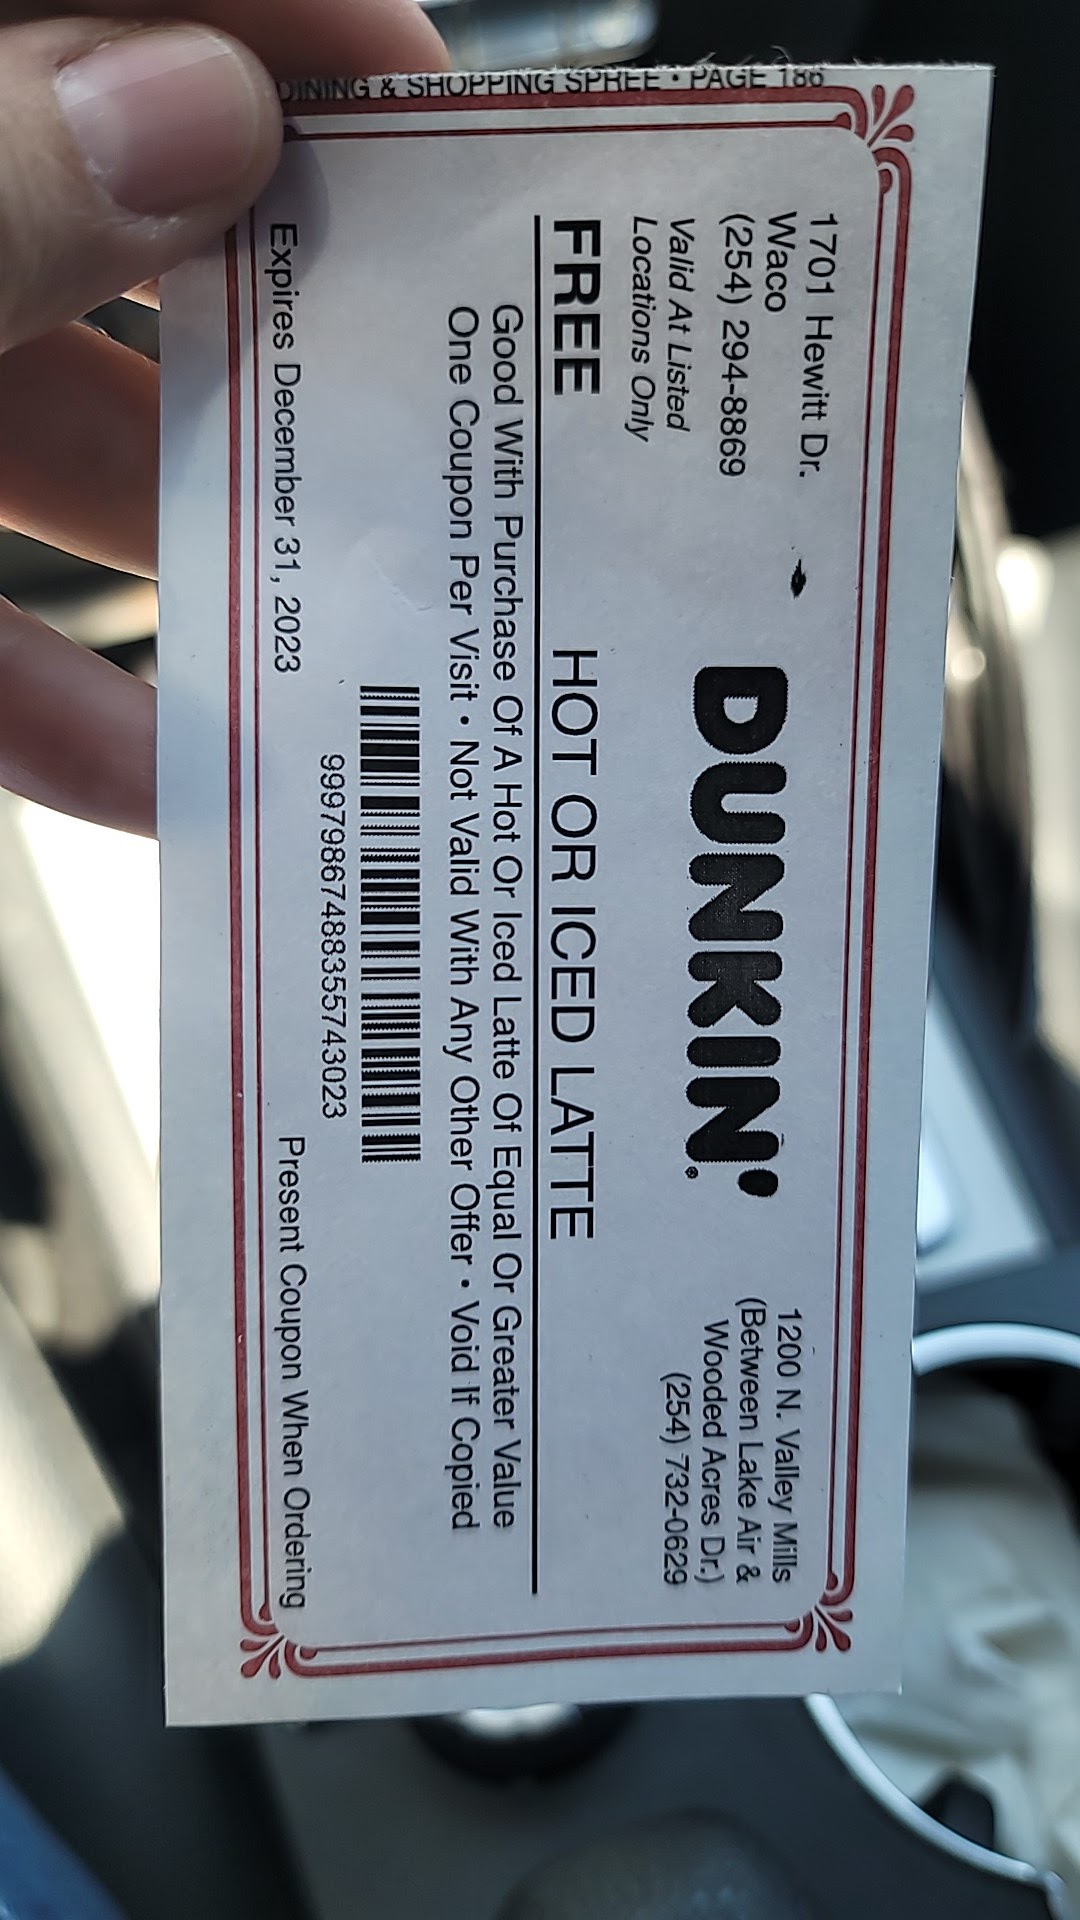 DINING & SHOPPING SPREE • PAGE 186
1701 Hewitt Dr.
Waco
(254) 294-8869
Valid At Listed
Locations Only
DUNKIN'®
1200 N. Valley Mills
(Between Lake Air &
Wooded Acres Dr.)
(254) 732-0629
FREE HOT OR ICED LATTE
Good With Purchase Of A Hot Or Iced Latte Of Equal Or Greater Value
One Coupon Per Visit • Not Valid With Any Other Offer • Void If Copied
99979867488355743023
Expires December 31, 2023
Present Coupon When Ordering